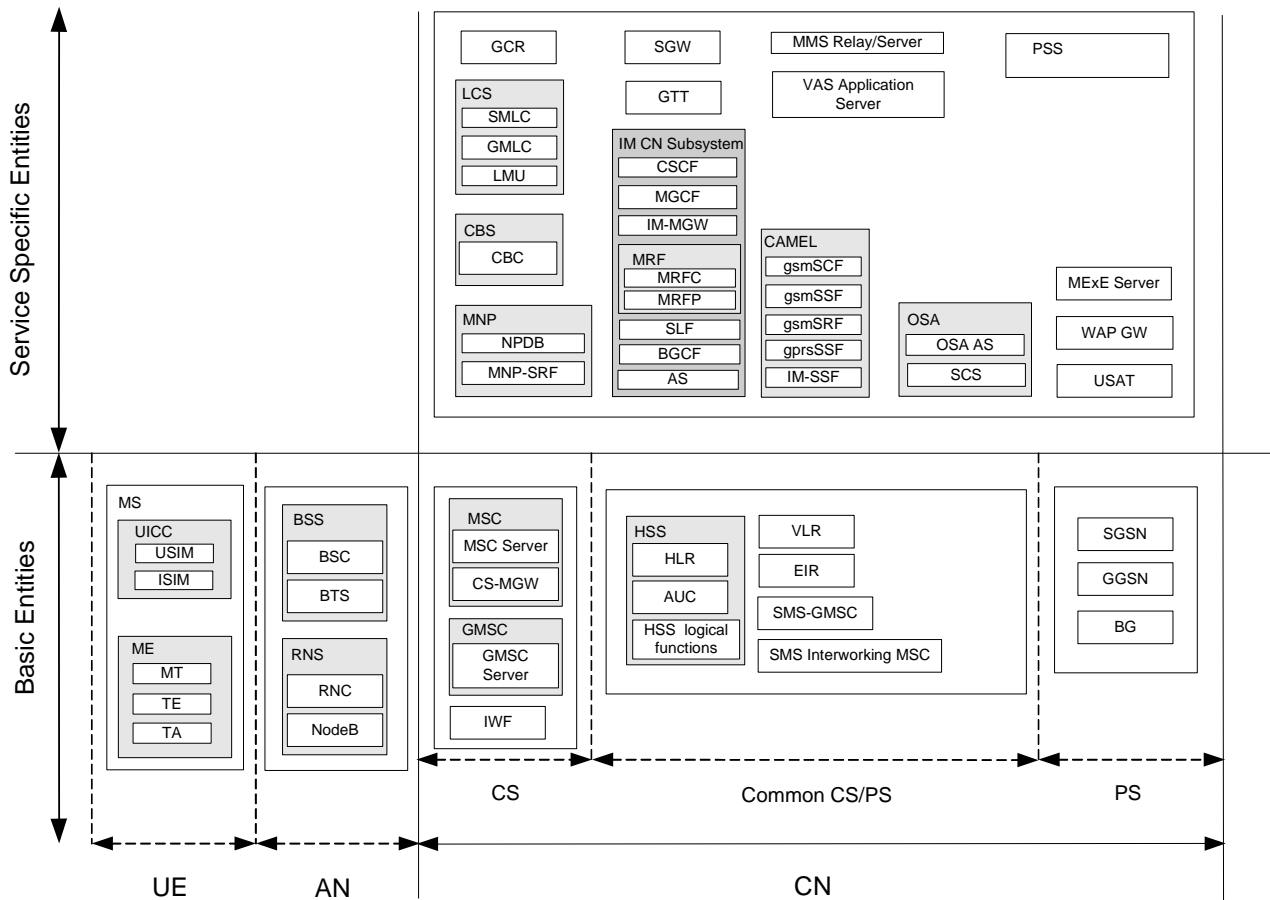 Service Specific Entities
GCR
SGW
MMS Relay/Server
PSS
LCS
SMLC
GMLC
LMU
GTT
VAS Application
Server
IM CN Subsystem
CSCF
MGCF
IM-MGW
MRF
MRFC
MRFP
SLF
BGCF
AS
CBS
CBC
MNP
NPDB
MNP-SRF
CAMEL
gsmSCF
gsmSSF
gsmSRF
gprsSSF
IM-SSF
OSA
OSA AS
SCS
MExE Server
WAP GW
USAT
Basic Entities
MS
UICC
USIM
ISIM
ME
MT
TE
TA
BSS
BSC
BTS
RNS
RNC
NodeB
MSC
MSC Server
CS-MGW
GMSC
GMSC
Server
IWF
HSS
HLR
AUC
HSS logical
functions
VLR
EIR
SMS-GMSC
SMS Interworking MSC
SGSN
GGSN
BG
CS
Common CS/PS
PS
UE
AN
CN